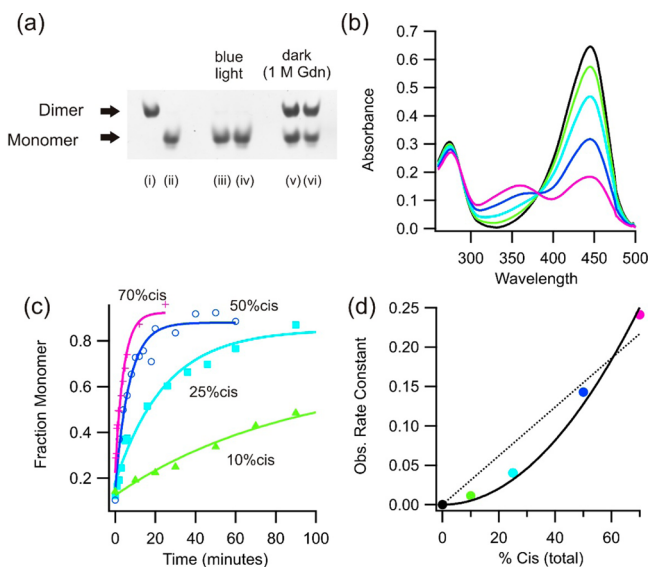 (a)
blue
light
dark
(1 M Gdn)
Dimer
Monomer
(i) (ii) (iii) (iv) (v) (vi)
(b)
Absorbance
0.7
0.6
0.5
0.4
0.3
0.2
0.1
0.0
300 350 400 450 500
Wavelength
(c)
Fraction Monomer
0.8
0.6
0.4
0.2
70%cis
50%cis
25%cis
10%cis
0 20 40 60 80 100
Time (minutes)
(d)
Obs. Rate Constant
0.25
0.20
0.15
0.10
0.05
0.00
0 20 40 60
% Cis (total)